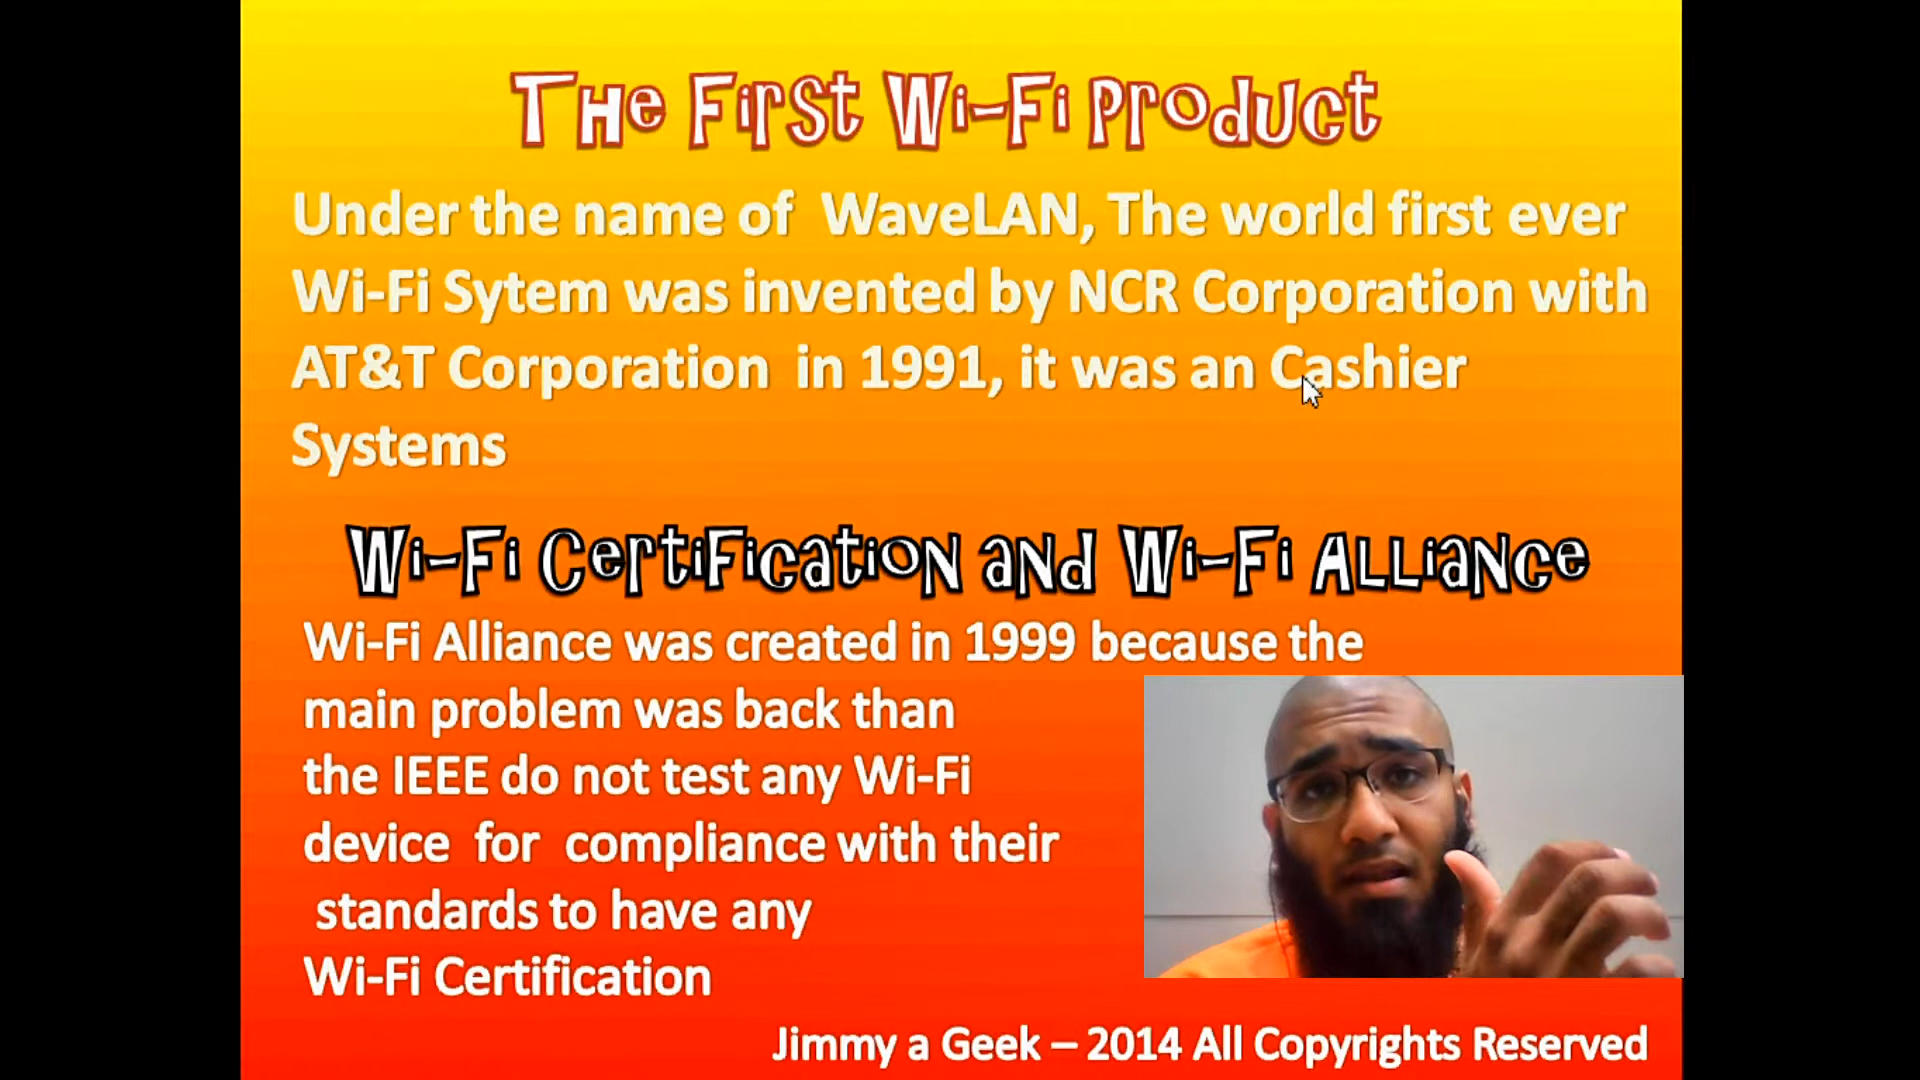 The First Wi-Fi Product
Under the name of WaveLAN, The world first ever
Wi-Fi Sytem was invented by NCR Corporation with
AT&T Corporation in 1991, it was an Cashier
Systems
Wi-Fi Certification and Wi-Fi Alliance
Wi-Fi Alliance was created in 1999 because the
main problem was back than
the IEEE do not test any Wi-Fi
device for compliance with their
standards to have any
Wi-Fi Certification
Jimmy a Geek – 2014 All Copyrights Reserved